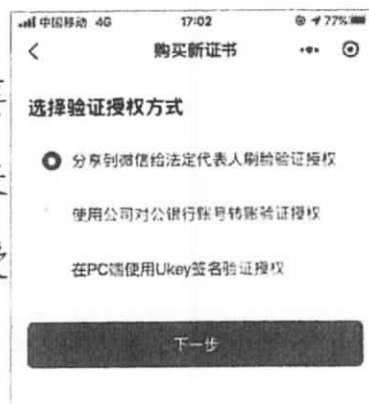 中国移动 4G 17:02 77%
购买新证书
选择验证授权方式
分享到微信给法定代表人刷脸验证授权
使用公司对公银行账号转账验证授权
在PC端使用Ukey签名验证授权
下一步